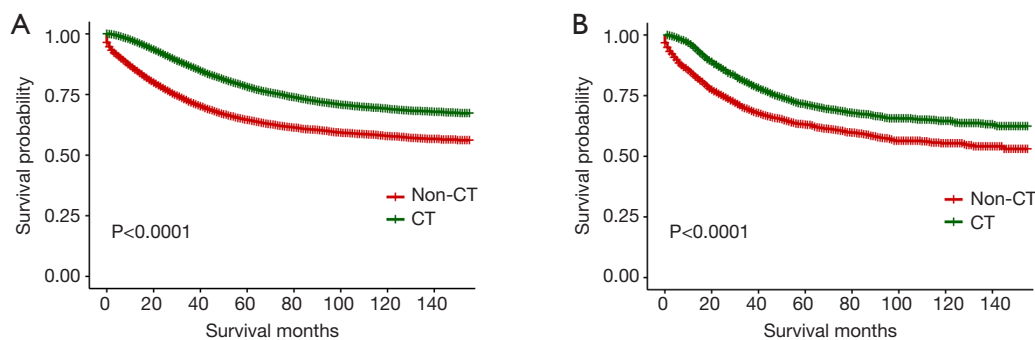 A
1.00
0.75
0.50
0.25
0.00
Survival probability
Non-CT
CT
P<0.0001
0 20 40 60 80 100 120 140
Survival months
B
1.00
0.75
0.50
0.25
0.00
Survival probability
Non-CT
CT
P<0.0001
0 20 40 60 80 100 120 140
Survival months